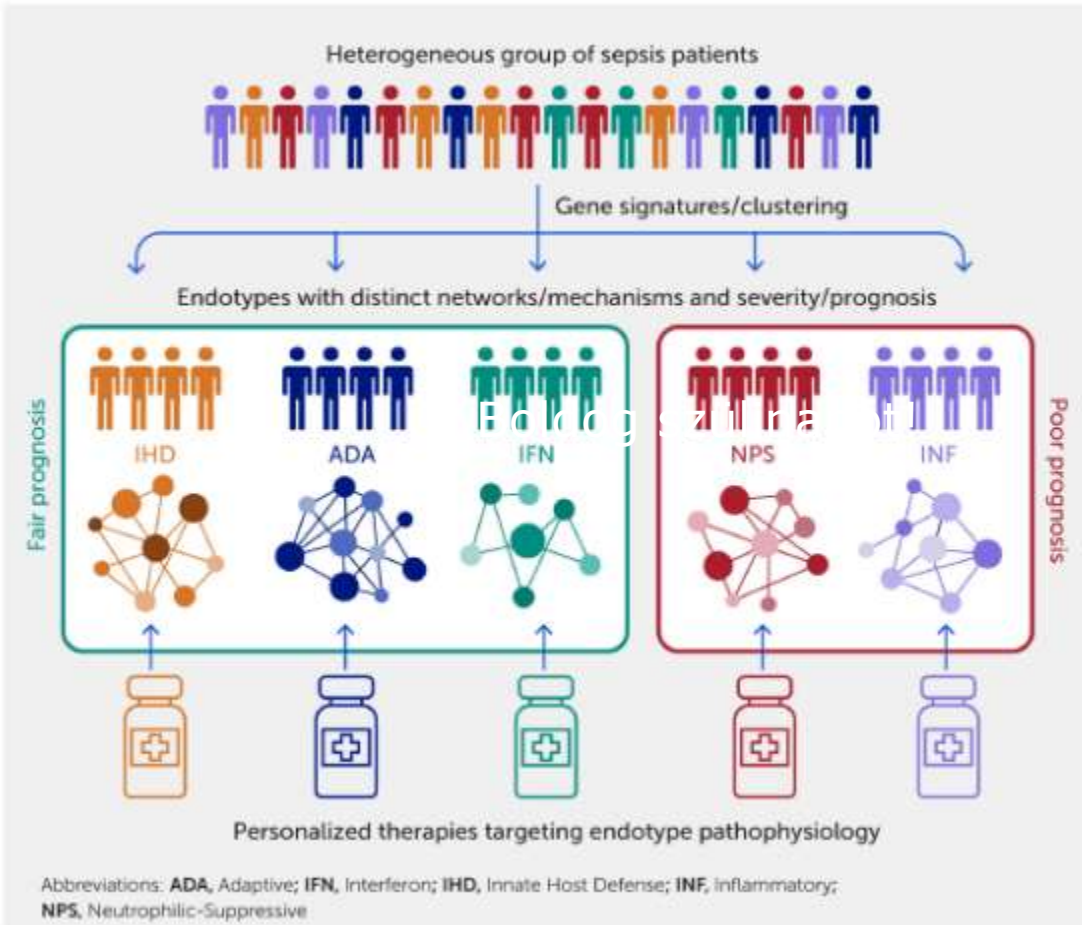 Heterogeneous group of sepsis patients
Gene signatures/clustering
Endotypes with distinct networks/mechanisms and severity/prognosis
Fair prognosis
Poor prognosis
IHD
ADA
IFN
NPS
INF
Personalized therapies targeting endotype pathophysiology
Abbreviations: ADA, Adaptive; IFN, Interferon; IHD, Innate Host Defense; INF, Inflammatory;
NPS, Neutrophilic-Suppressive